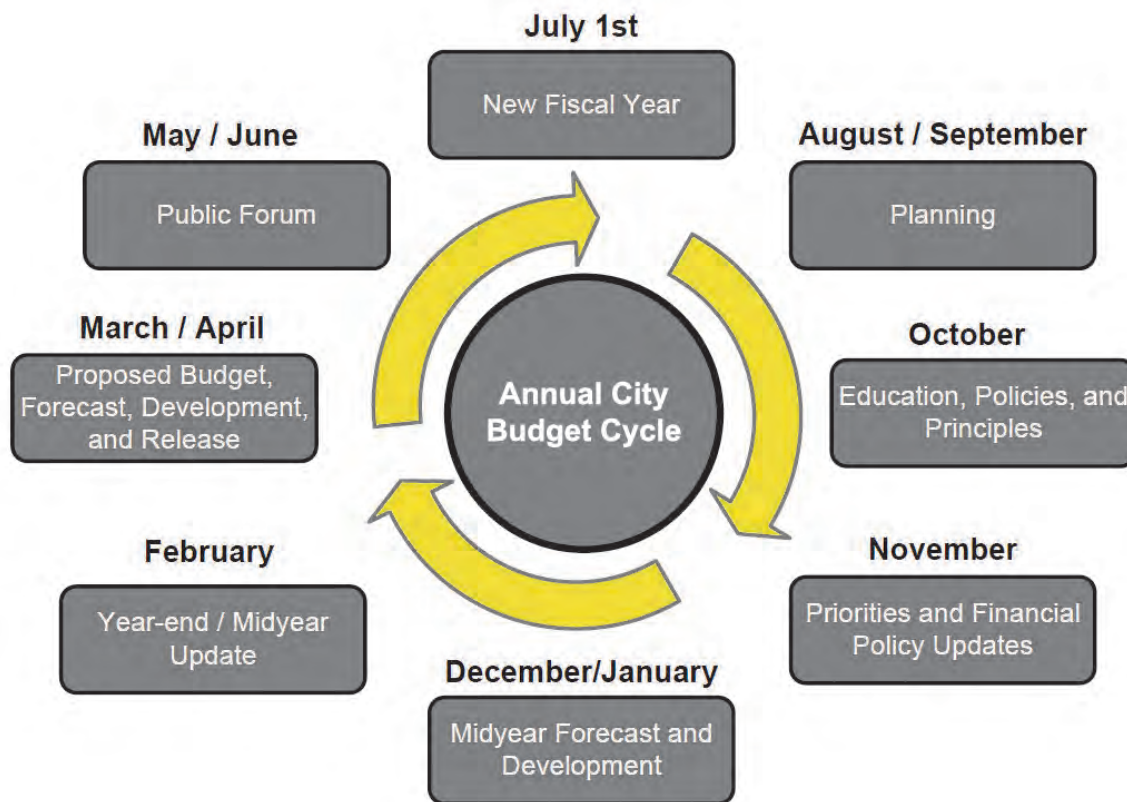 July 1st
New Fiscal Year
August / September
Planning
October
Education, Policies, and
Principles
November
Priorities and Financial
Policy Updates
December/January
Midyear Forecast and
Development
February
Year-end / Midyear
Update
March / April
Proposed Budget,
Forecast, Development,
and Release
May / June
Public Forum
Annual City
Budget Cycle